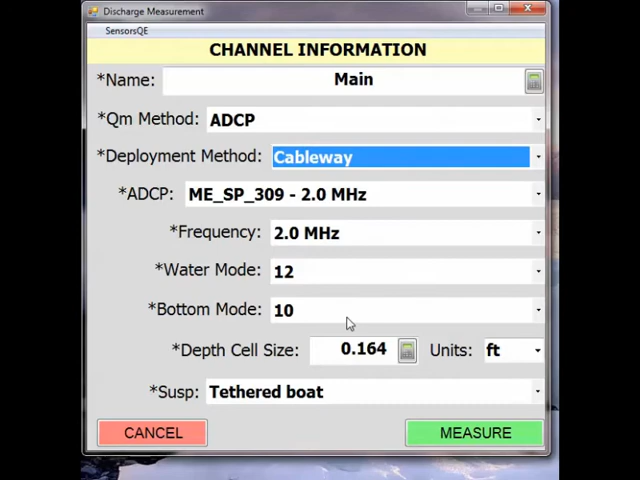 Discharge Measurement
SensorsQE
CHANNEL INFORMATION
*Name: Main
*Qm Method: ADCP
*Deployment Method: Cableway
*ADCP: ME_SP_309 - 2.0 MHz
*Frequency: 2.0 MHz
*Water Mode: 12
*Bottom Mode: 10
*Depth Cell Size: 0.164 Units: ft
*Susp: Tethered boat
CANCEL MEASURE